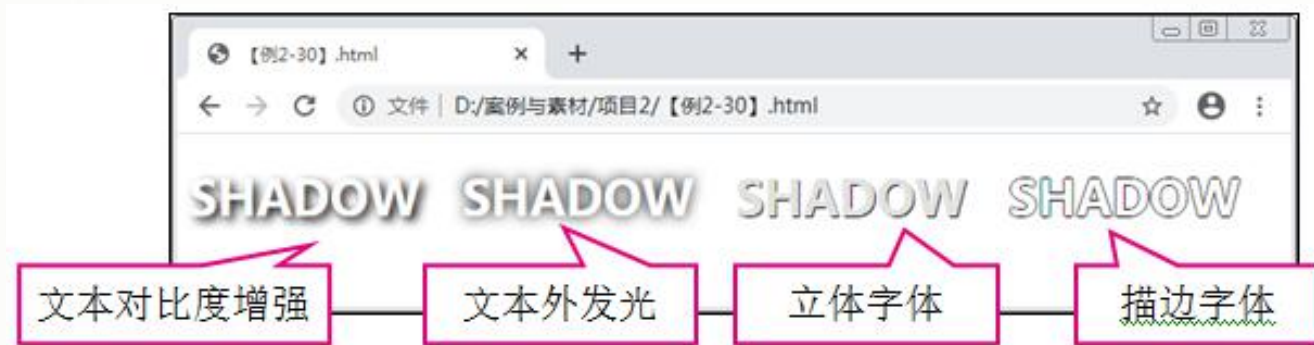 【例2-30】.html
文件 | D:/案例与素材/项目2/【例2-30】.html
SHADOW SHADOW SHADOW SHADOW
文本对比度增强 文本外发光 立体字体 描边字体